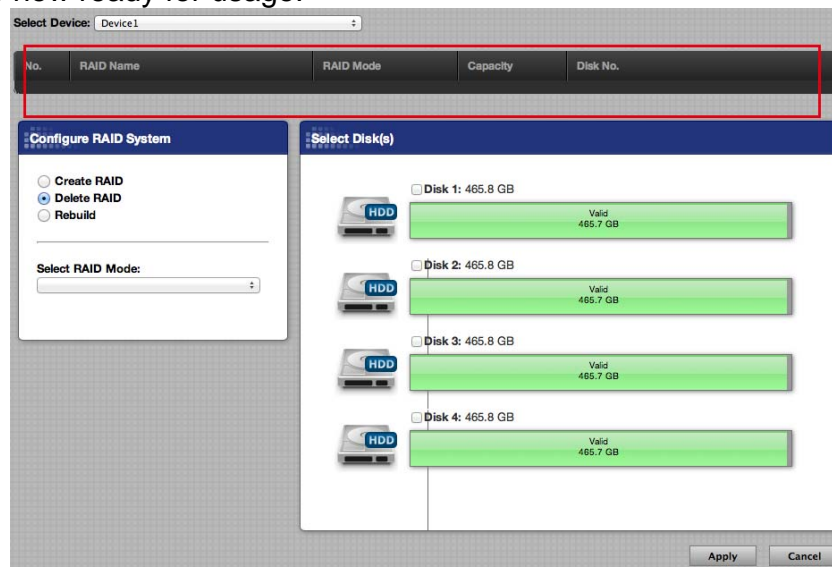 now ready for usage.
Select Device: Device1
No. RAID Name RAID Mode Capacity Disk No.
Configure RAID System
Create RAID
Delete RAID
Rebuild
Select RAID Mode:
Select Disk(s)
Disk 1: 465.8 GB
HDD
Valid
465.7 GB
Disk 2: 465.8 GB
HDD
Valid
465.7 GB
Disk 3: 465.8 GB
HDD
Valid
465.7 GB
Disk 4: 465.8 GB
HDD
Valid
465.7 GB
Apply Cancel